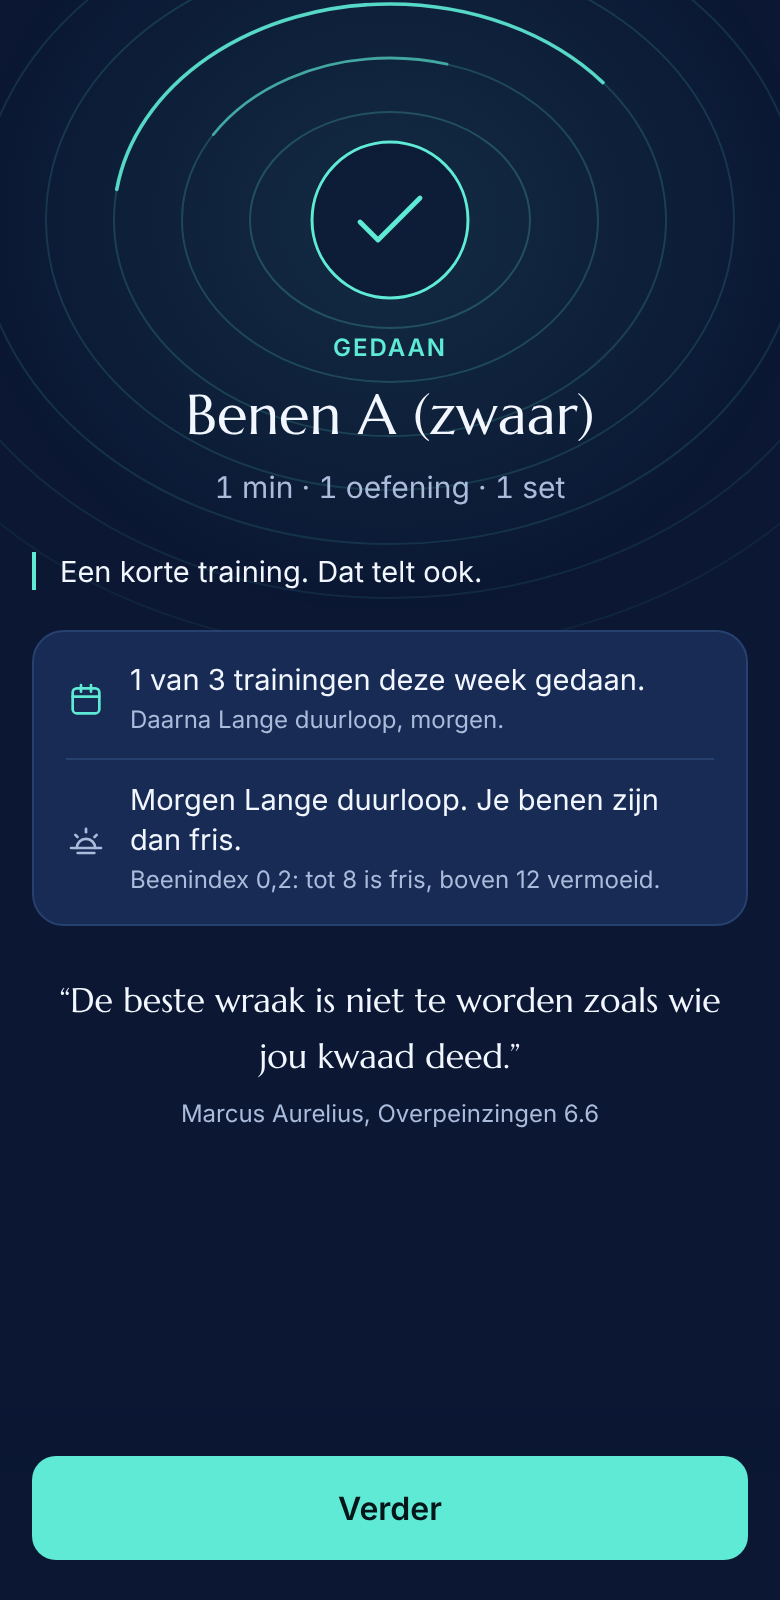 GEDAAN
Benen A (zwaar)
1 min · 1 oefening · 1 set
Een korte training. Dat telt ook.
1 van 3 trainingen deze week gedaan.
Daarna Lange duurloop, morgen.
Morgen Lange duurloop. Je benen zijn
dan fris.
Beenindex 0,2: tot 8 is fris, boven 12 vermoeid.
“De beste wraak is niet te worden zoals wie
jou kwaad deed.”
Marcus Aurelius, Overpeinzingen 6.6
Verder